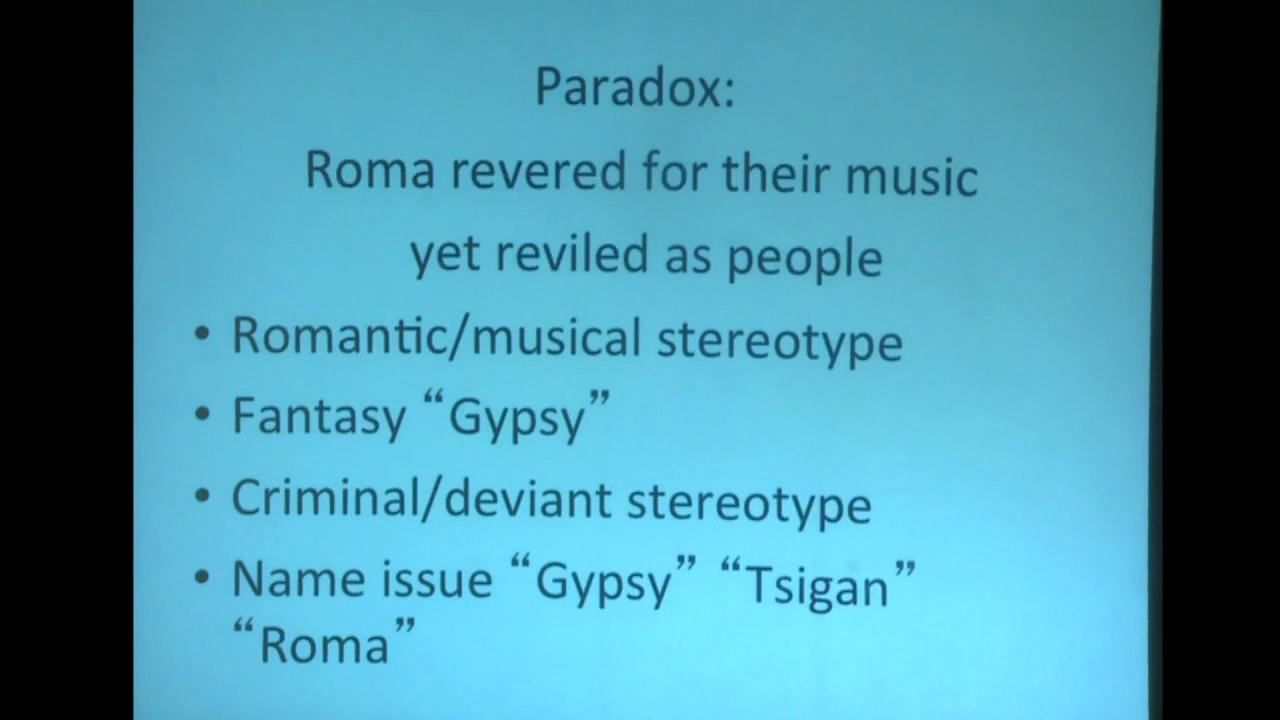 Paradox:
Roma revered for their music
yet reviled as people
• Romantic/musical stereotype
• Fantasy “Gypsy”
• Criminal/deviant stereotype
• Name issue “Gypsy” “Tsigan”
“Roma”